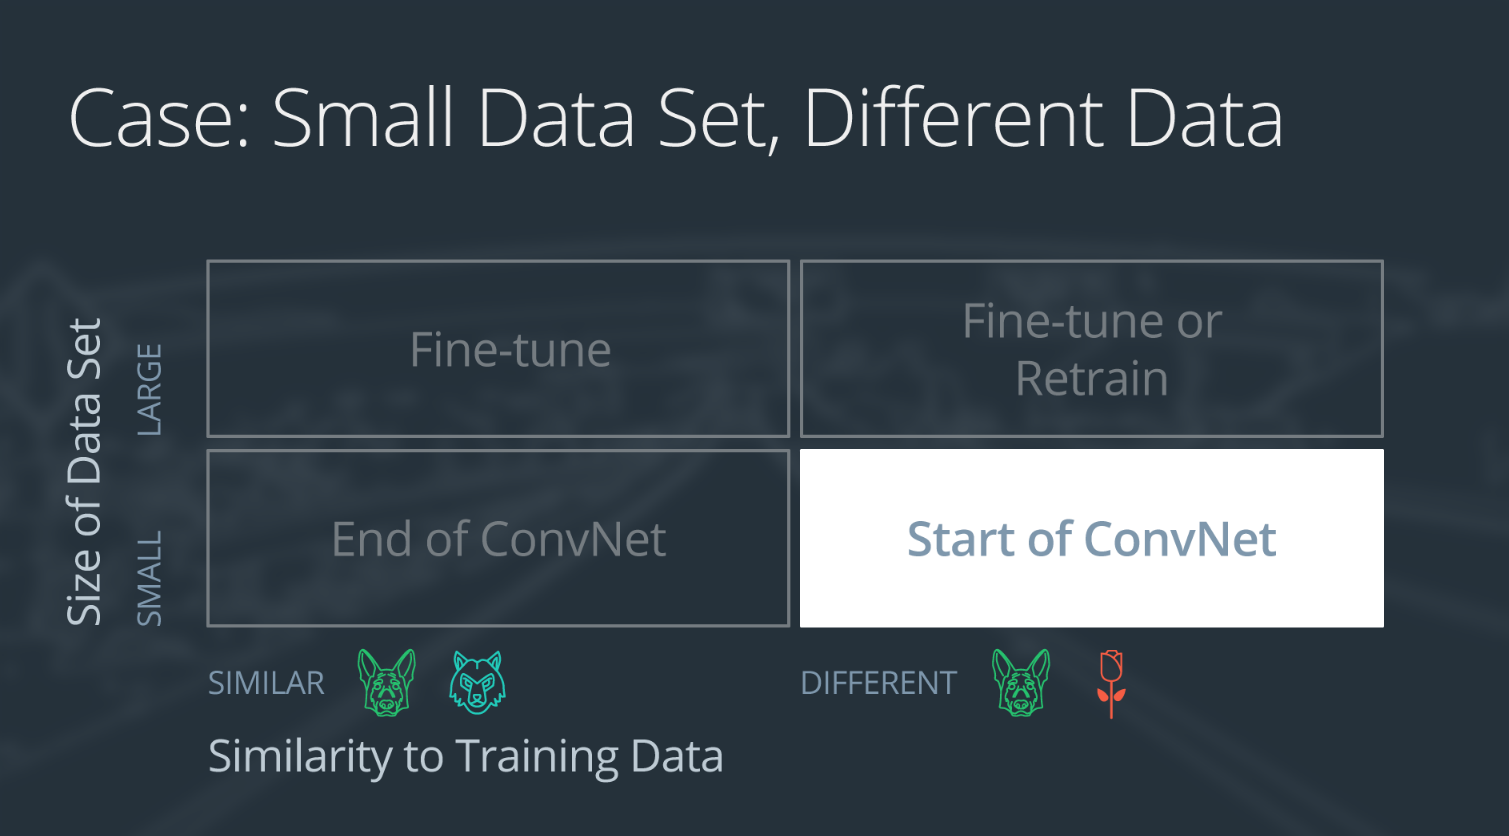 Case: Small Data Set, Different Data
Size of Data Set
LARGE
Fine-tune
Fine-tune or
Retrain
SMALL
End of ConvNet
Start of ConvNet
SIMILAR
DIFFERENT
Similarity to Training Data